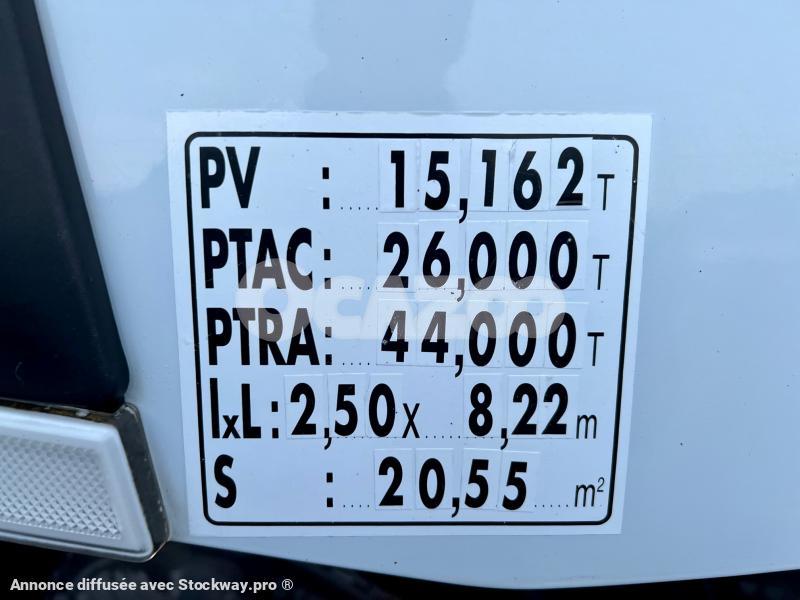 PV : ..... 15,162 T
PTAC : .... 26,000 T
PTRA : .... 44,000 T
lxL : 2,50 x ..... 8,22 m
S : .... 20,55 ..... m²
OCAZOO
Annonce diffusée avec Stockway.pro ®